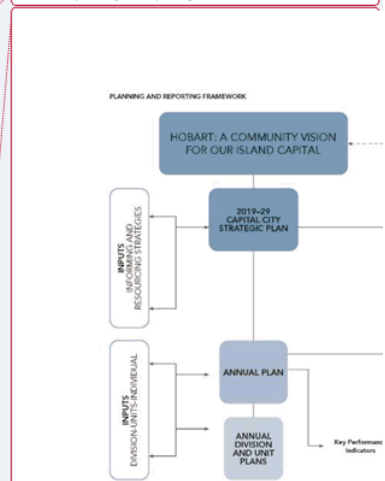 PLANNING AND REPORTING FRAMEWORK
HOBART: A COMMUNITY VISION
FOR OUR ISLAND CAPITAL
2019–29
CAPITAL CITY
STRATEGIC PLAN
INPUTS
INFORMING AND
RESOURCING STRATEGIES
ANNUAL PLAN
INPUTS
DIVISION-UNITS-INDIVIDUAL
ANNUAL
DIVISION
AND UNIT
PLANS
Key Performanc
Indicators